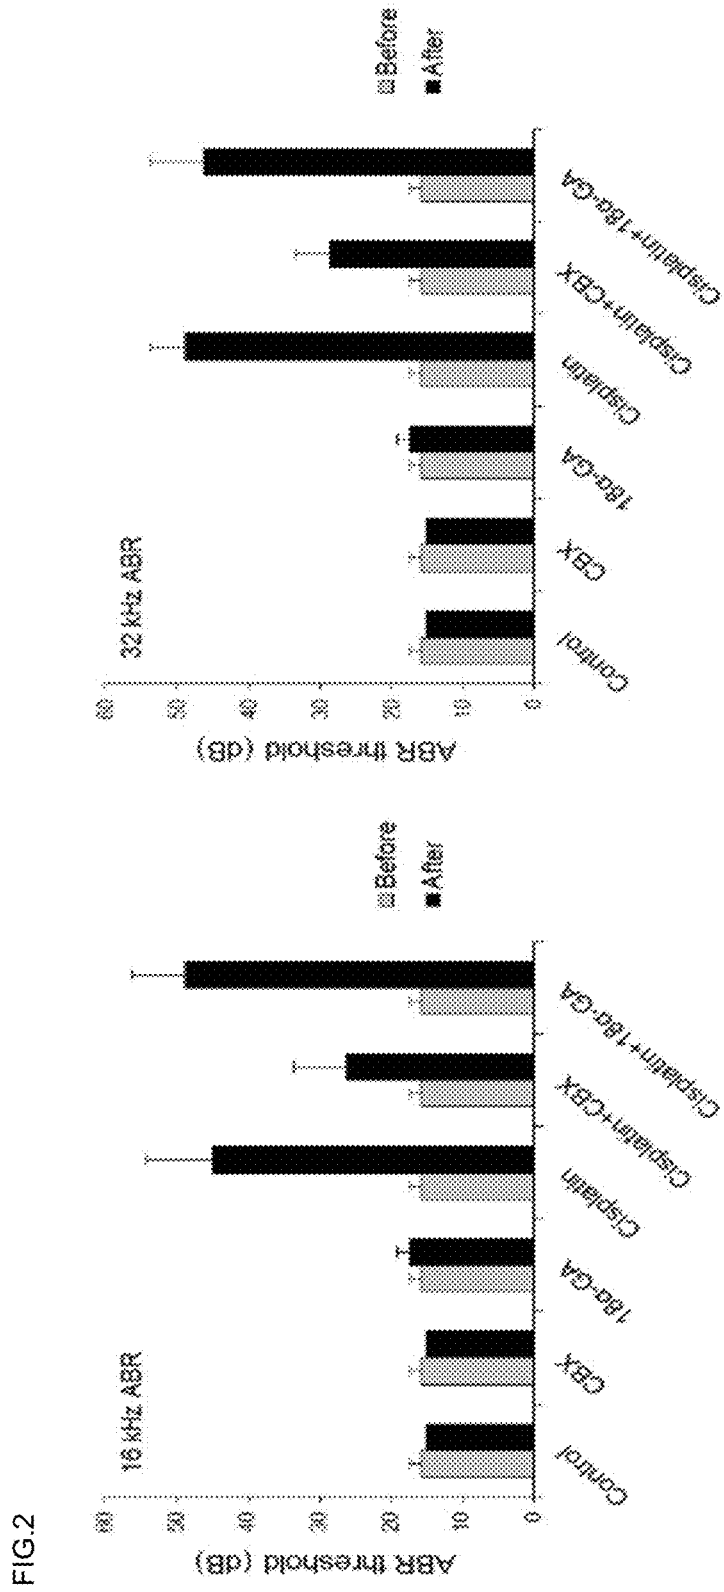 FIG.2
16 kHz ABR
ABR threshold (dB)
60
50
40
30
20
10
0
Control
CBX
18α-GA
Cisplatin
Cisplatin+CBX
Cisplatin+18α-GA
Before
After
32 kHz ABR
ABR threshold (dB)
60
50
40
30
20
10
0
Control
CBX
18α-GA
Cisplatin
Cisplatin+CBX
Cisplatin+18α-GA
Before
After